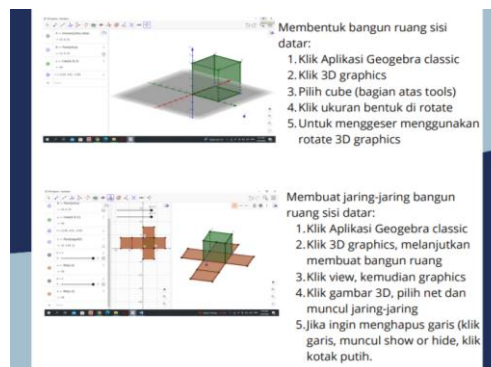 Membentuk bangun ruang sisi
datar:
1.Klik Aplikasi Geogebra classic
2.Klik 3D graphics
3.Pilih cube (bagian atas tools)
4.Klik ukuran bentuk di rotate
5.Untuk menggeser menggunakan
rotate 3D graphics
Membuat jaring-jaring bangun
ruang sisi datar:
1.Klik Aplikasi Geogebra classic
2.Klik 3D graphics, melanjutkan
membuat bangun ruang
3.Klik view, kemudian graphics
4.Klik gambar 3D, pilih net dan
muncul jaring-jaring
5.Jika ingin menghapus garis (klik
garis, muncul show or hide, klik
kotak putih.